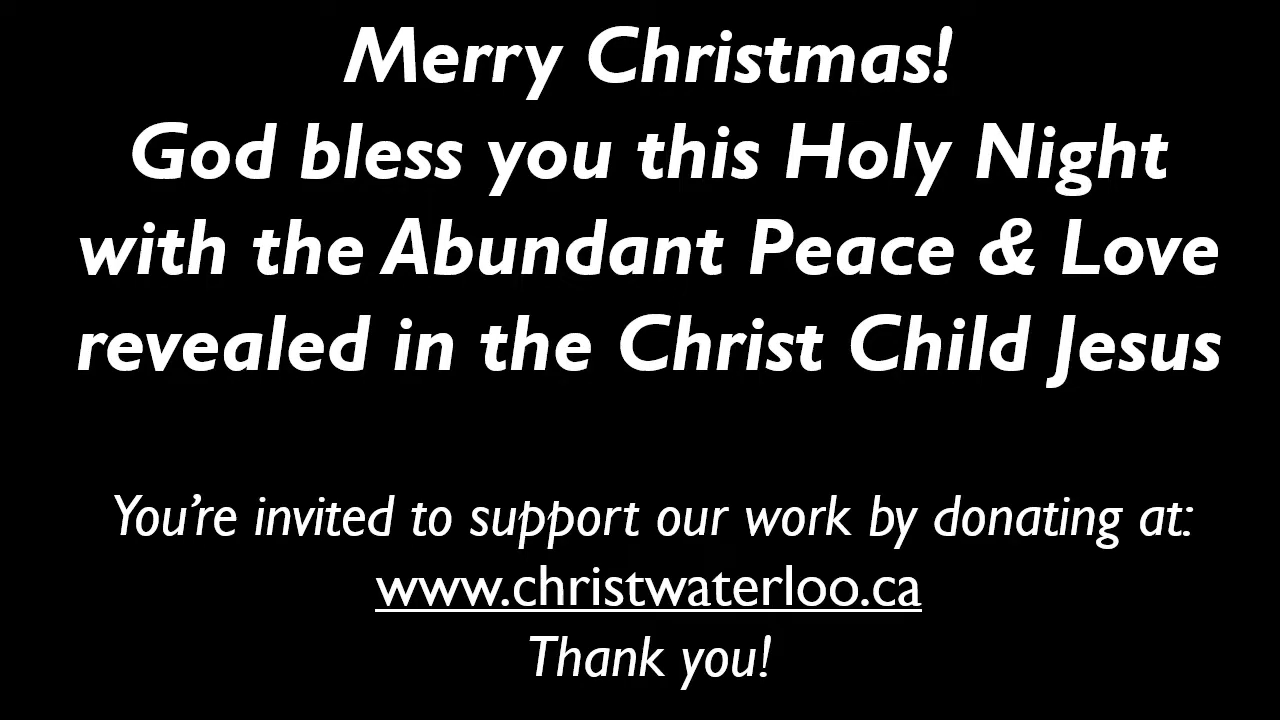 Merry Christmas!
God bless you this Holy Night
with the Abundant Peace & Love
revealed in the Christ Child Jesus
You’re invited to support our work by donating at:
www.christwaterloo.ca
Thank you!